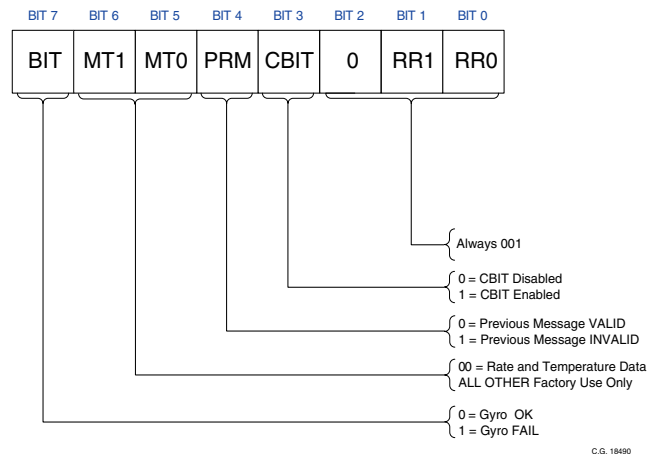 BIT 7 BIT 6 BIT 5 BIT 4 BIT 3 BIT 2 BIT 1 BIT 0
BIT MT1 MT0 PRM CBIT 0 RR1 RR0
Always 001
0 = CBIT Disabled
1 = CBIT Enabled
0 = Previous Message VALID
1 = Previous Message INVALID
00 = Rate and Temperature Data
ALL OTHER Factory Use Only
0 = Gyro OK
1 = Gyro FAIL
C.G. 18490